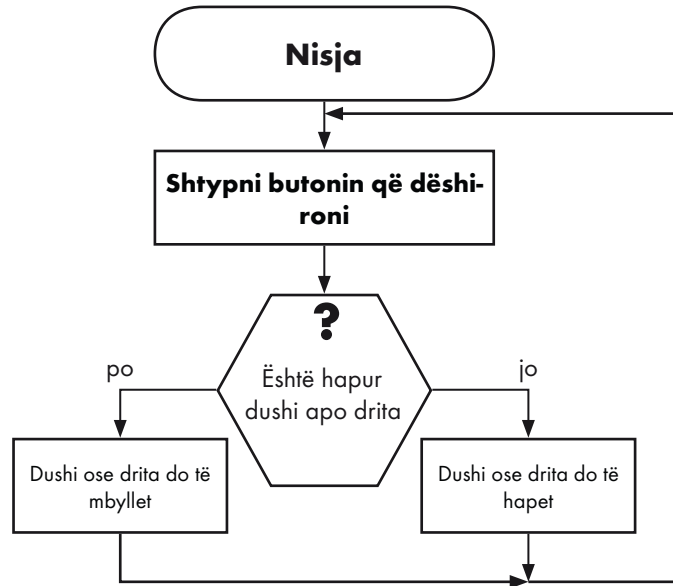 Nisja
Shtypni butonin që dëshi-
roni
?
Është hapur
dushi apo drita
po
jo
Dushi ose drita do të
mbyllet
Dushi ose drita do të
hapet